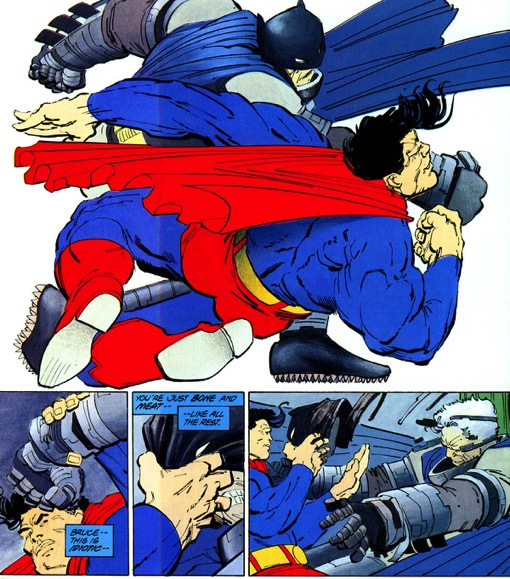 BRUCE--
THIS IS
IDIOTIC--
YOU'RE JUST BONE AND
MEAT--
--LIKE ALL
THE REST.